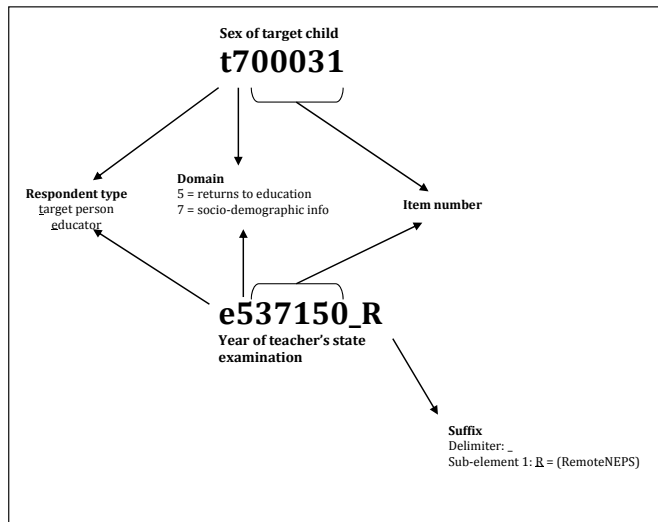 Sex of target child
t700031
Respondent type
target person
educator
Domain
5 = returns to education
7 = socio-demographic info
Item number
e537150_R
Year of teacher's state
examination
Suffix
Delimiter: _
Sub-element 1: R = (RemoteNEPS)